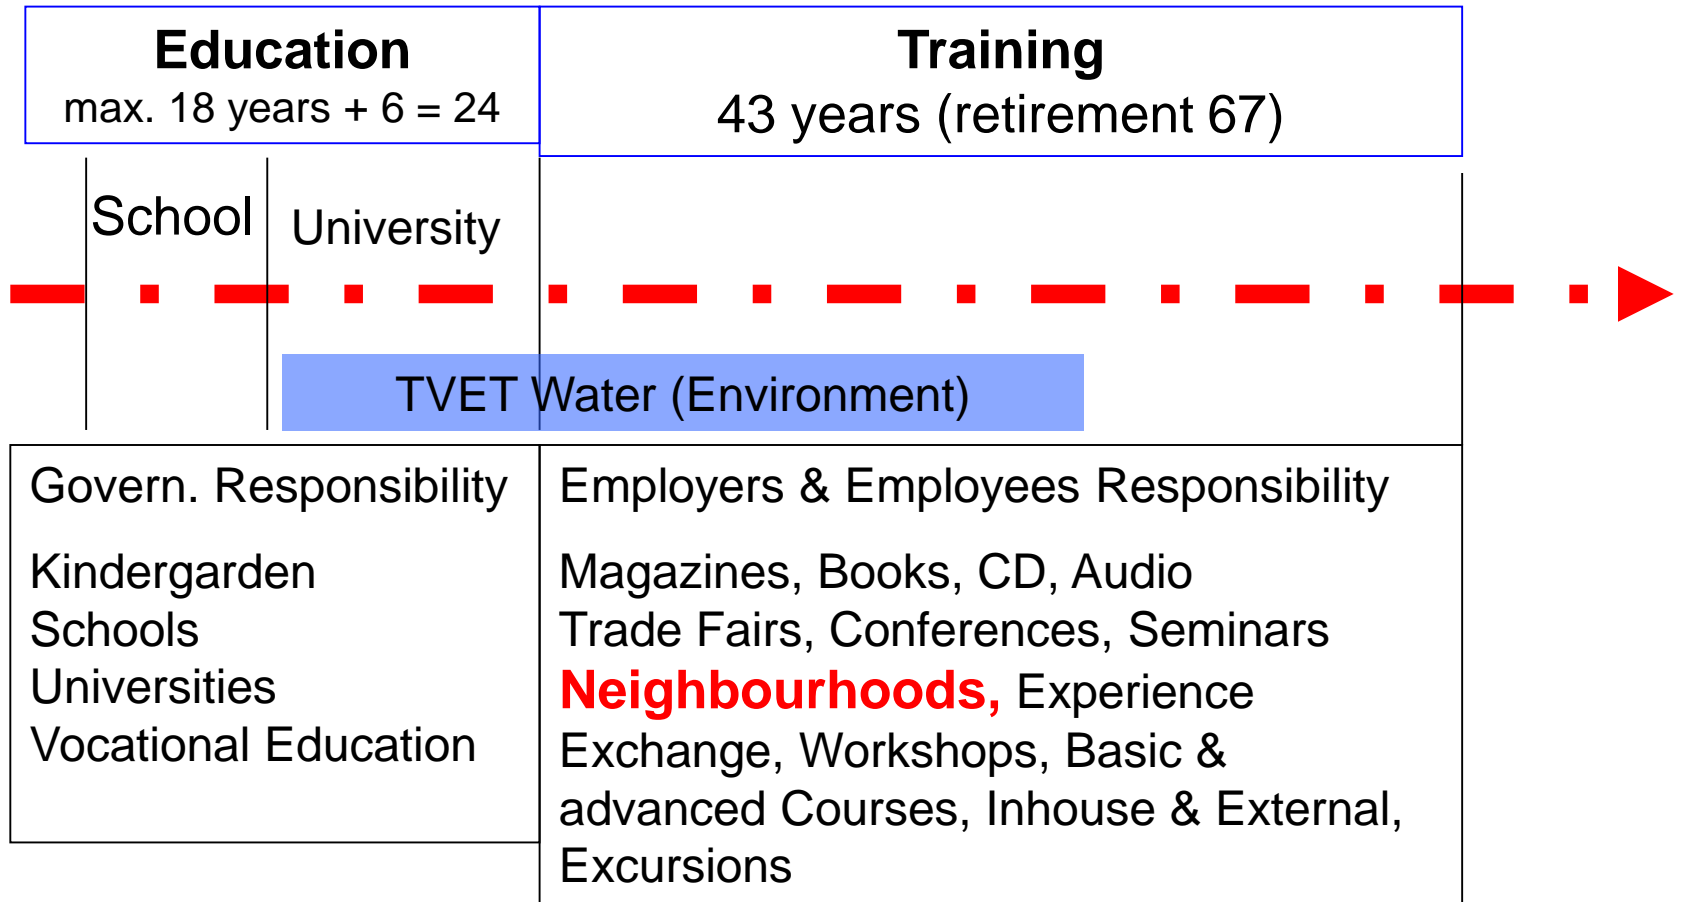 Education
max. 18 years + 6 = 24
Training
43 years (retirement 67)
School
University
TVET Water (Environment)
Govern. Responsibility
Kindergarden
Schools
Universities
Vocational Education
Employers & Employees Responsibility
Magazines, Books, CD, Audio
Trade Fairs, Conferences, Seminars
Neighbourhoods, Experience
Exchange, Workshops, Basic &
advanced Courses, Inhouse & External,
Excursions